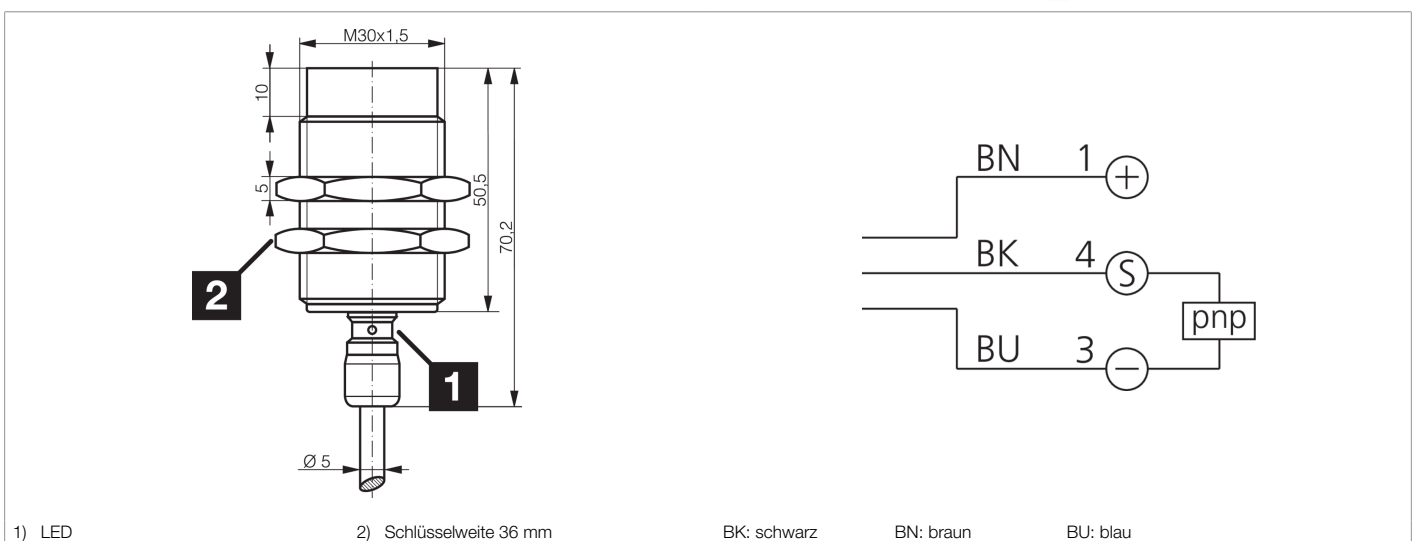 M30x1,5
10
5
50,5
70,2
2
1
Ø 5
BN 1 +
BK 4 S
pnp
BU 3 −
1) LED 2) Schlüsselweite 36 mm BK: schwarz BN: braun BU: blau